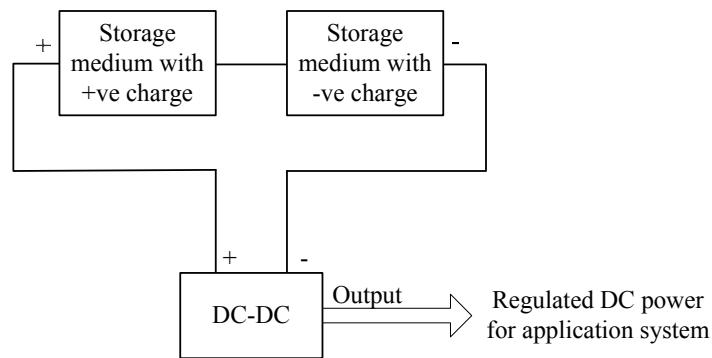 +
Storage
medium with
+ve charge
Storage
medium with
-ve charge
-
+
-
DC-DC
Output
Regulated DC power
for application system